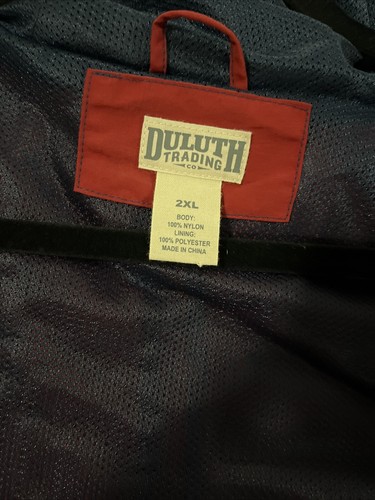 DULUTH
TRADING
CO
2XL
BODY:
100% NYLON
LINING:
100% POLYESTER
MADE IN CHINA